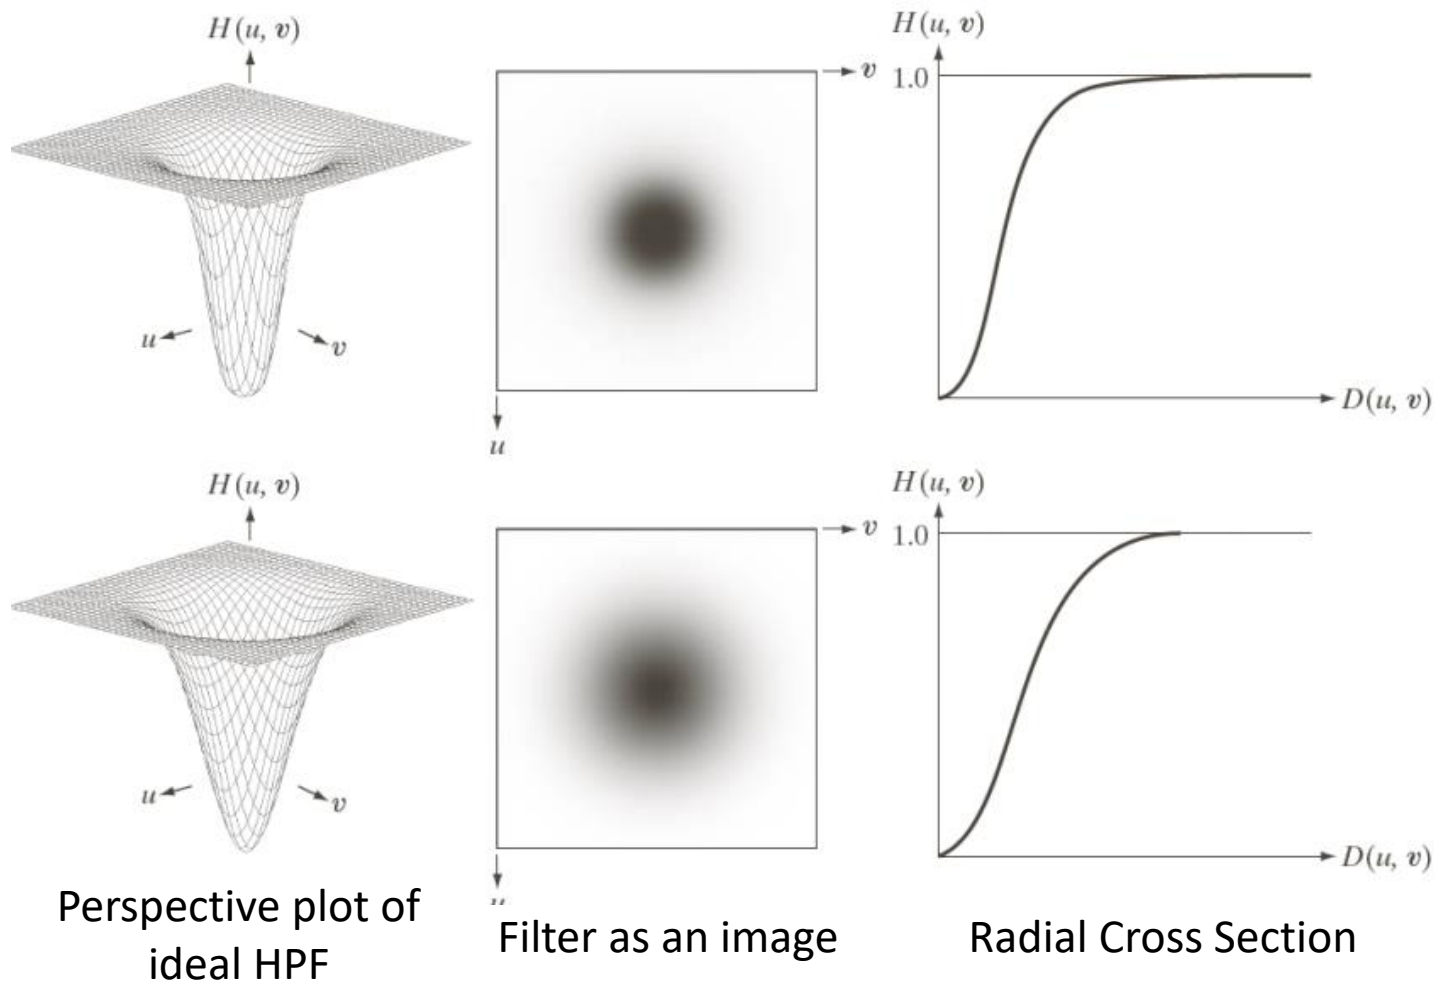 H(u, v)
u
v
v
u
H(u, v)
1.0
D(u, v)
H(u, v)
u
v
v
H(u, v)
1.0
D(u, v)
Perspective plot of
ideal HPF
Filter as an image
Radial Cross Section